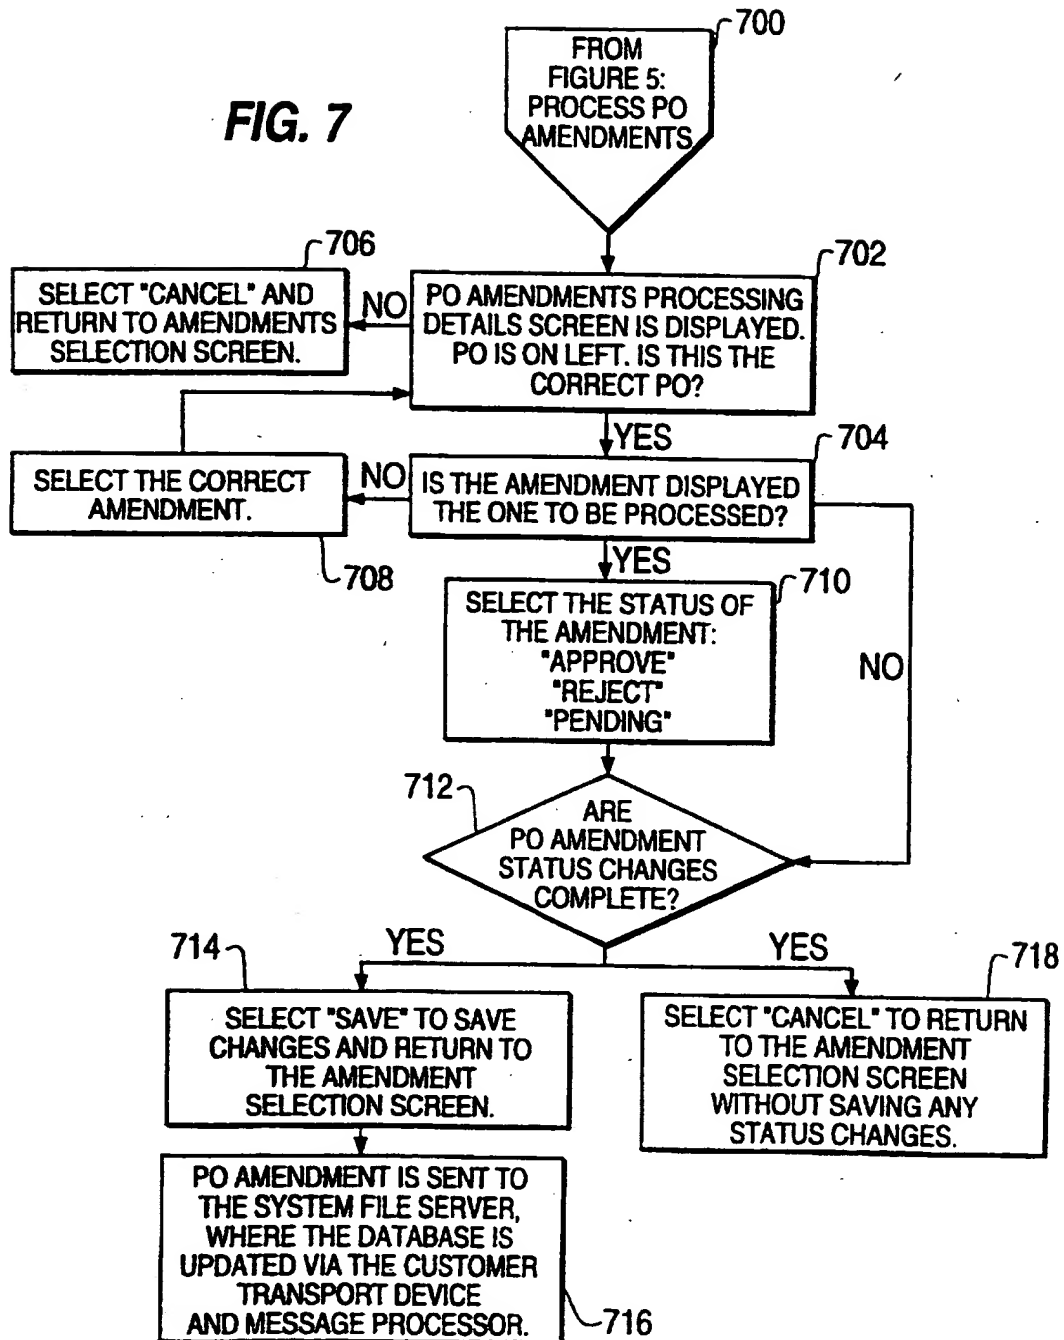 700
FROM
FIGURE 5:
PROCESS PO
AMENDMENTS
FIG. 7
706
SELECT "CANCEL" AND
RETURN TO AMENDMENTS
SELECTION SCREEN.
NO
702
PO AMENDMENTS PROCESSING
DETAILS SCREEN IS DISPLAYED.
PO IS ON LEFT. IS THIS THE
CORRECT PO?
YES
704
SELECT THE CORRECT
AMENDMENT.
NO
IS THE AMENDMENT DISPLAYED
THE ONE TO BE PROCESSED?
708
YES
710
SELECT THE STATUS OF
THE AMENDMENT:
"APPROVE"
"REJECT"
"PENDING"
NO
712
ARE
PO AMENDMENT
STATUS CHANGES
COMPLETE?
714
YES
YES
718
SELECT "SAVE" TO SAVE
CHANGES AND RETURN TO
THE AMENDMENT
SELECTION SCREEN.
SELECT "CANCEL" TO RETURN
TO THE AMENDMENT
SELECTION SCREEN
WITHOUT SAVING ANY
STATUS CHANGES.
PO AMENDMENT IS SENT TO
THE SYSTEM FILE SERVER,
WHERE THE DATABASE IS
UPDATED VIA THE CUSTOMER
TRANSPORT DEVICE
AND MESSAGE PROCESSOR.
716